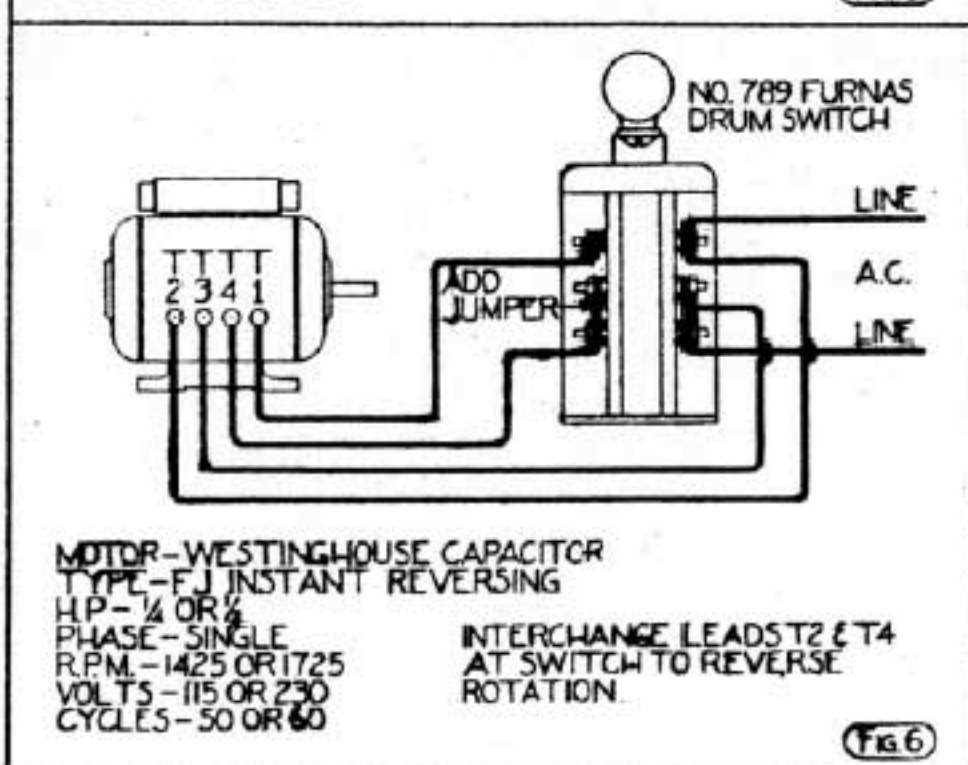 NO. 789 FURNAS
DRUM SWITCH
LINE
A.C.
LINE
ADD
JUMPER
T T T T
2 3 4 1
MOTOR-WESTINGHOUSE CAPACITOR
TYPE-FJ INSTANT REVERSING
H.P-¼ OR
PHASE-SINGLE
R.P.M.-1425 OR 1725
VOLTS-115 OR 230
CYCLES-50 OR 60
INTERCHANGE LEADS T2 & T4
AT SWITCH TO REVERSE
ROTATION
FIG 6